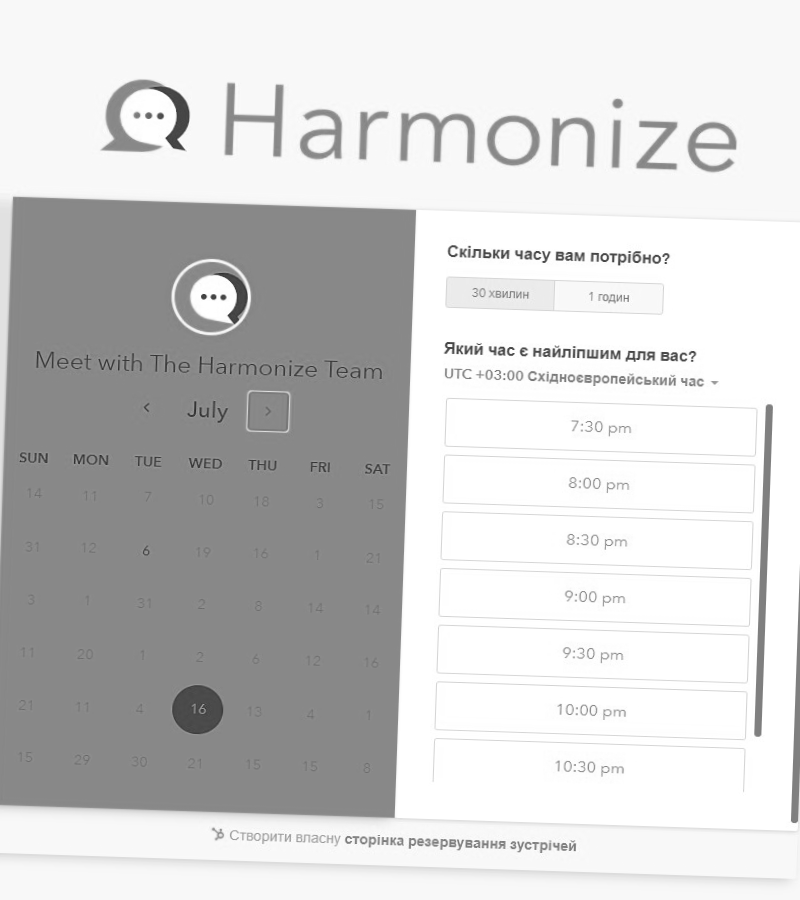 Harmonize
Meet with The Harmonize Team
July
SUN MON TUE WED THU FRI SAT
14 11 7 10 18 3 15
31 12 6 19 16 1 21
3 1 31 2 8 14 14
11 20 1 2 6 12 16
21 11 4 16 13 4 1
15 29 30 21 15 15 8
Скільки часу вам потрібно?
30 хвилин 1 годин
Який час є найліпшим для вас?
UTC +03:00 Східноєвропейський час
7:30 pm
8:00 pm
8:30 pm
9:00 pm
9:30 pm
10:00 pm
10:30 pm
Створити власну сторінка резервування зустрічей